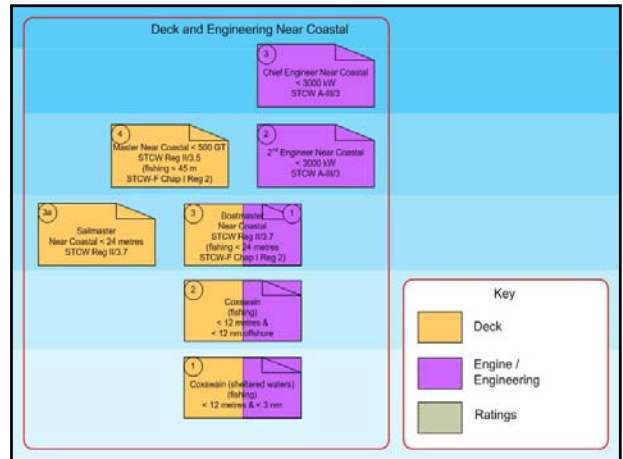 Deck and Engineering Near Coastal
3
Chief Engineer Near Coastal
< 3000 kW
STCW A-III/3
4
Master Near Coastal < 500 GT
STCW Reg II/3.5
(fishing < 45 m
STCW-F Chap I Reg 2)
2
2nd Engineer Near Coastal
< 3000 kW
STCW A-III/3
3a
Sailmaster
Near Coastal < 24 metres
STCW Reg II/3.7
3
1
Boatmaster
Near Coastal
STCW Reg II/3.7
(fishing < 24 metres
STCW-F Chap I Reg 2)
2
Coxswain
(fishing)
< 12 metres &
< 12 nm offshore
1
Coxswain (sheltered waters)
(fishing)
< 12 metres & < 3 nm
Key
Deck
Engine /
Engineering
Ratings